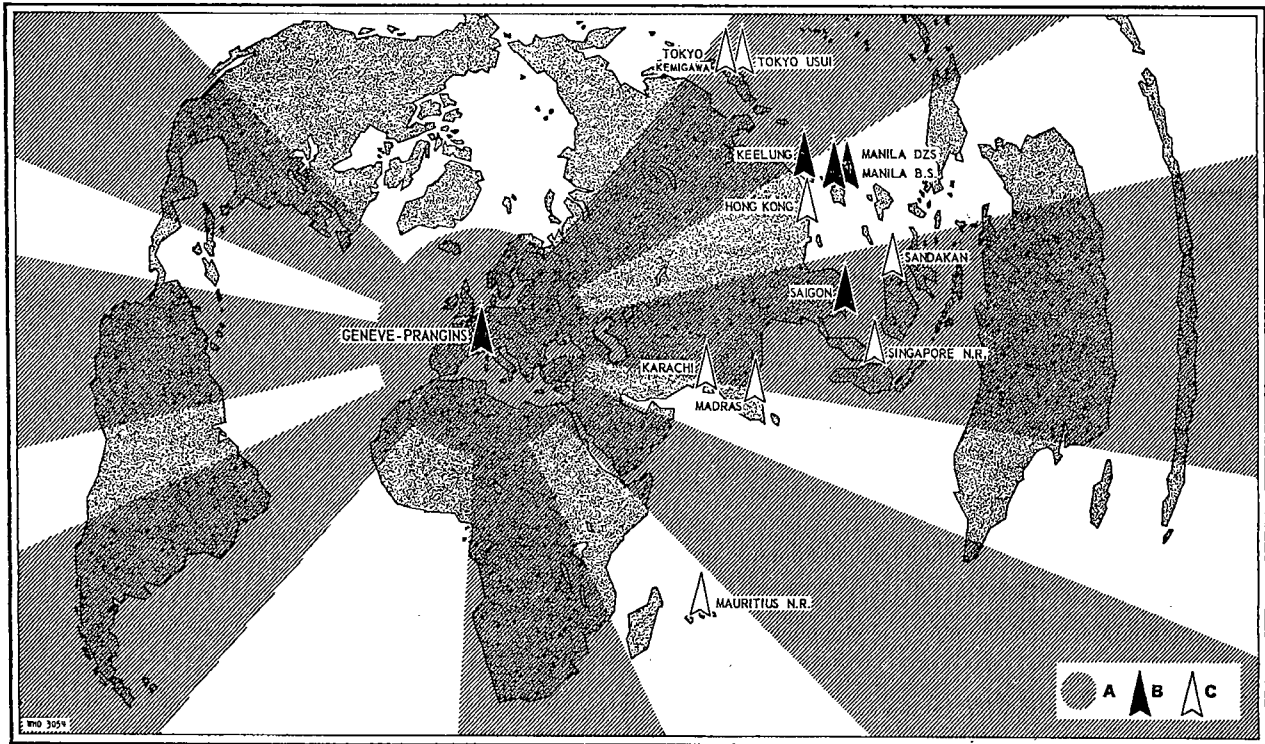 TOKYO
KEMIGAWA
TOKYO USUI
KEELUNG
MANILA DZS
MANILA B.S.
HONG KONG
SANDAKAN
SAIGON
GENEVE-PRANGINS
SINGAPORE N.R.
KARACHI
MADRAS
MAURITIUS N.R.
A B C
WHO 3054